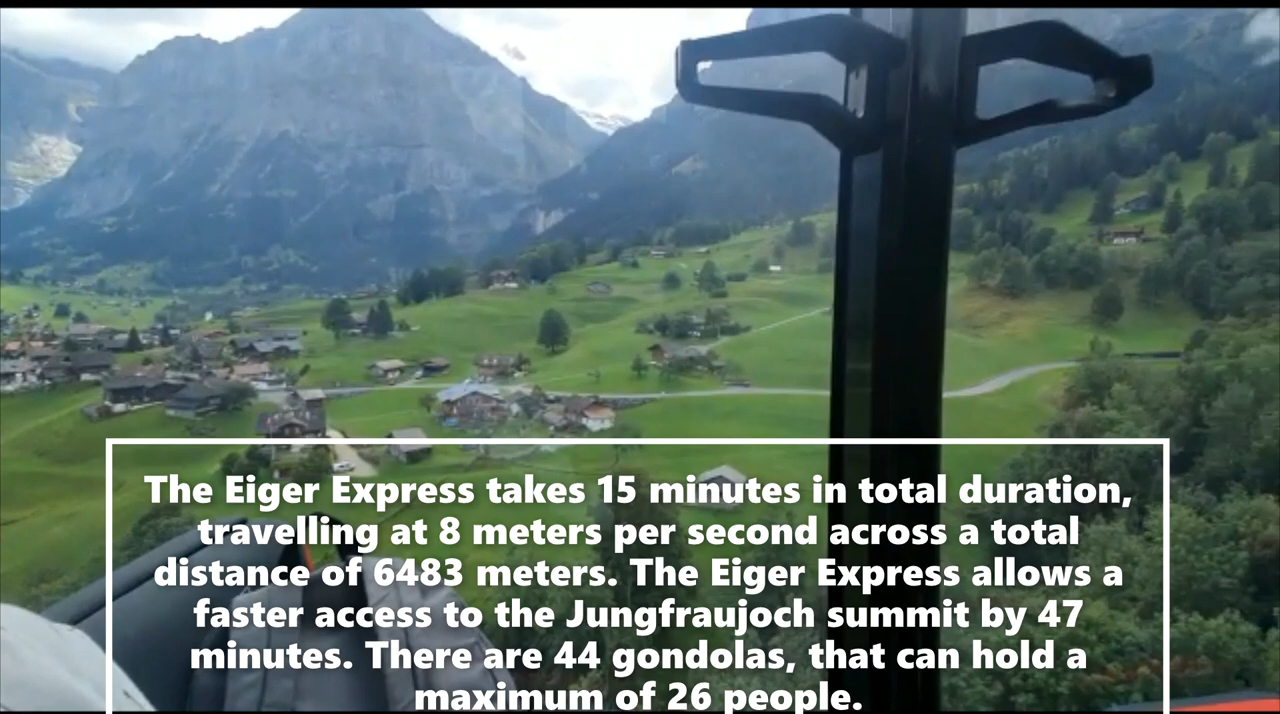 The Eiger Express takes 15 minutes in total duration,
travelling at 8 meters per second across a total
distance of 6483 meters. The Eiger Express allows a
faster access to the Jungfraujoch summit by 47
minutes. There are 44 gondolas, that can hold a
maximum of 26 people.